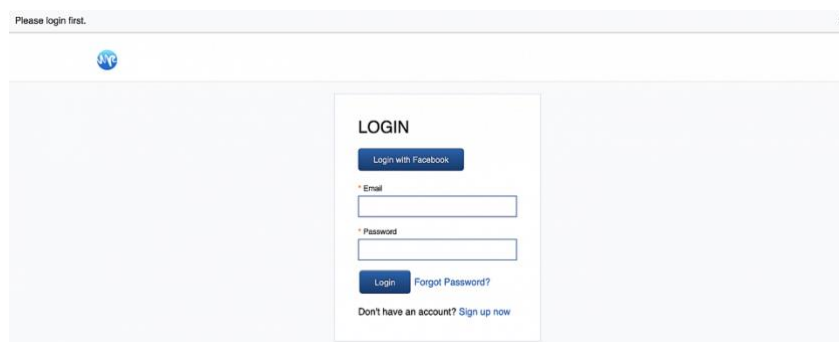 Please login first.
LOGIN
Login with Facebook
* Email
* Password
Login Forgot Password?
Don't have an account? Sign up now